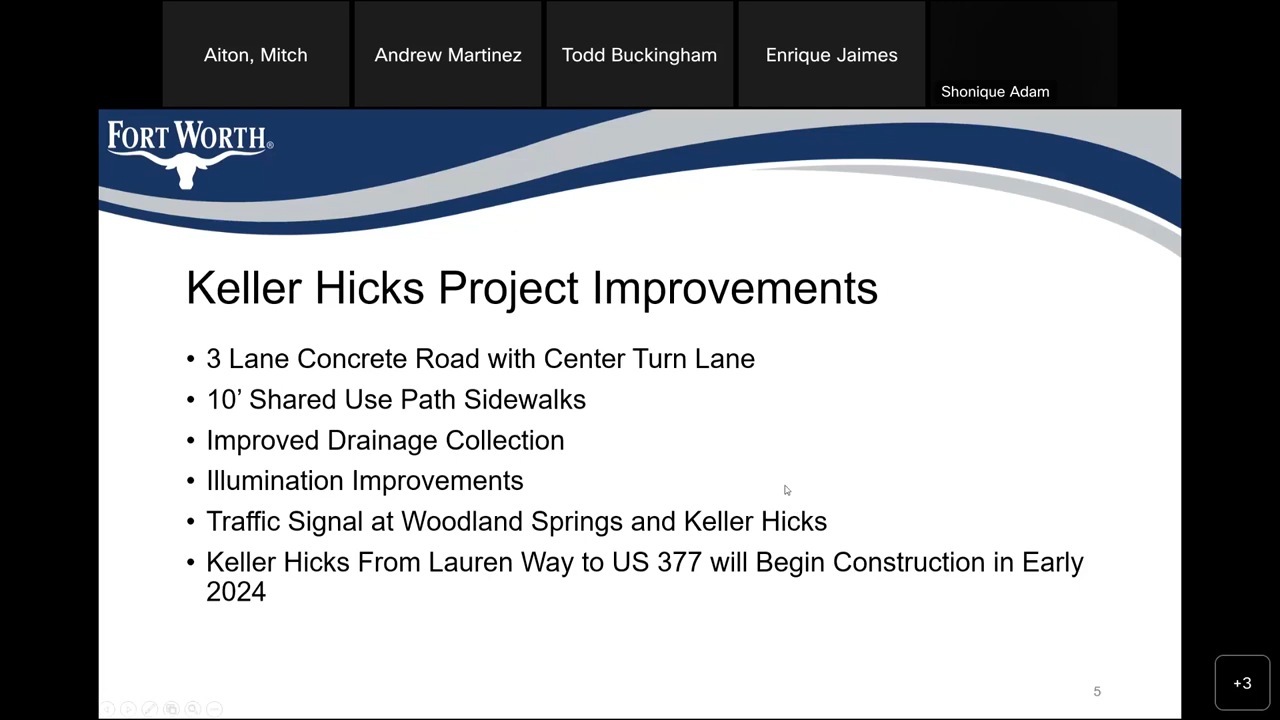 Aiton, Mitch
Andrew Martinez
Todd Buckingham
Enrique Jaimes
Shonique Adam
FORT WORTH®
Keller Hicks Project Improvements
• 3 Lane Concrete Road with Center Turn Lane
• 10’ Shared Use Path Sidewalks
• Improved Drainage Collection
• Illumination Improvements
• Traffic Signal at Woodland Springs and Keller Hicks
• Keller Hicks From Lauren Way to US 377 will Begin Construction in Early
2024
5
+3